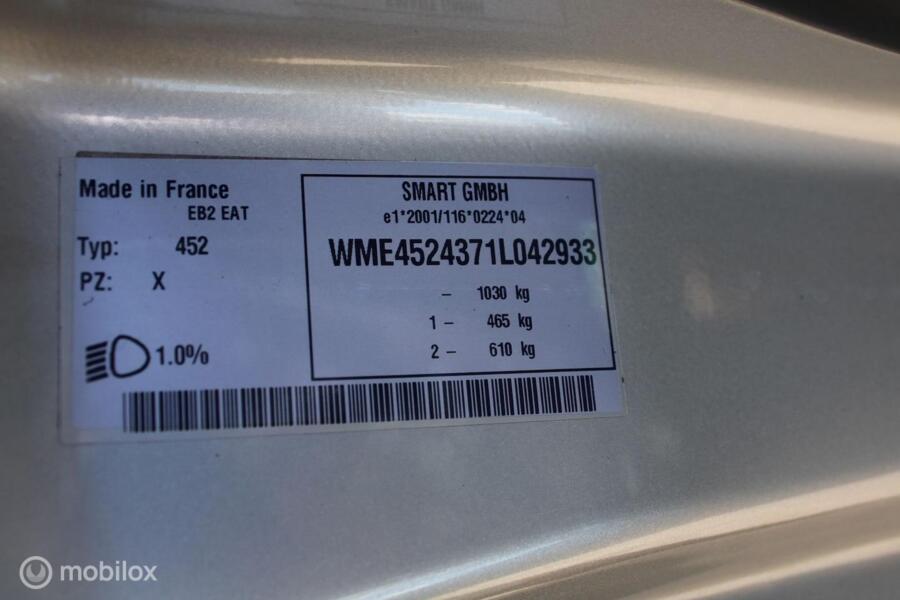 Made in France
EB2 EAT
Typ: 452
PZ: X
1.0%
SMART GMBH
e1*2001/116*0224*04
WME4524371L042933
– 1030 kg
1 – 465 kg
2 – 610 kg
mobilox